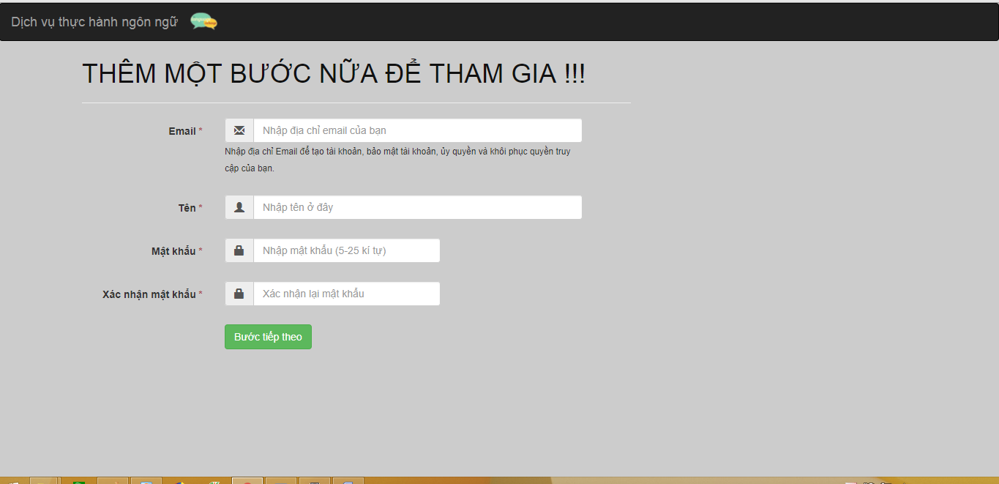 Dịch vụ thực hành ngôn ngữ
THÊM MỘT BƯỚC NỮA ĐỂ THAM GIA !!!
Email *
Nhập địa chỉ email của bạn
Nhập địa chỉ Email để tạo tài khoản, bảo mật tài khoản, ủy quyền và khôi phục quyền truy
cập của bạn.
Tên *
Nhập tên ở đây
Mật khẩu *
Nhập mật khẩu (5-25 kí tự)
Xác nhận mật khẩu *
Xác nhận lại mật khẩu
Bước tiếp theo